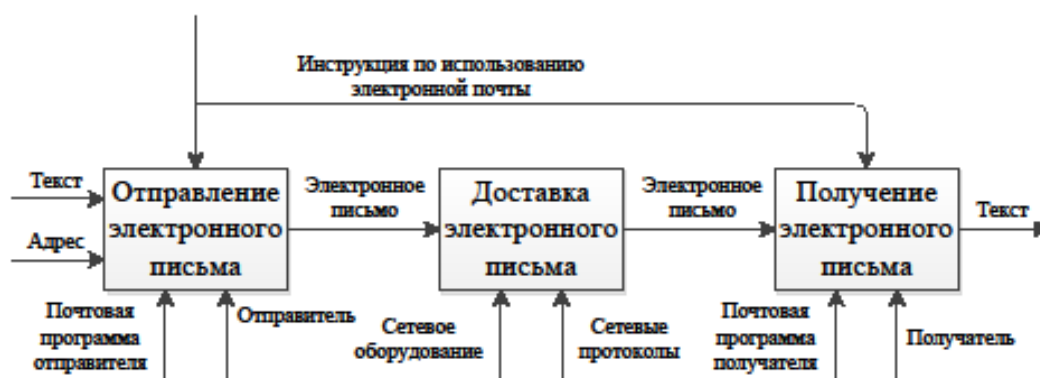 Инструкция по использованию
электронной почты
Текст
Адрес
Отправление
электронного
письма
Электронное
письмо
Доставка
электронного
письма
Электронное
письмо
Получение
электронного
письма
Текст
Почтовая
программа
отправителя
Отправитель
Сетевое
оборудование
Сетевые
протоколы
Почтовая
программа
получателя
Получатель